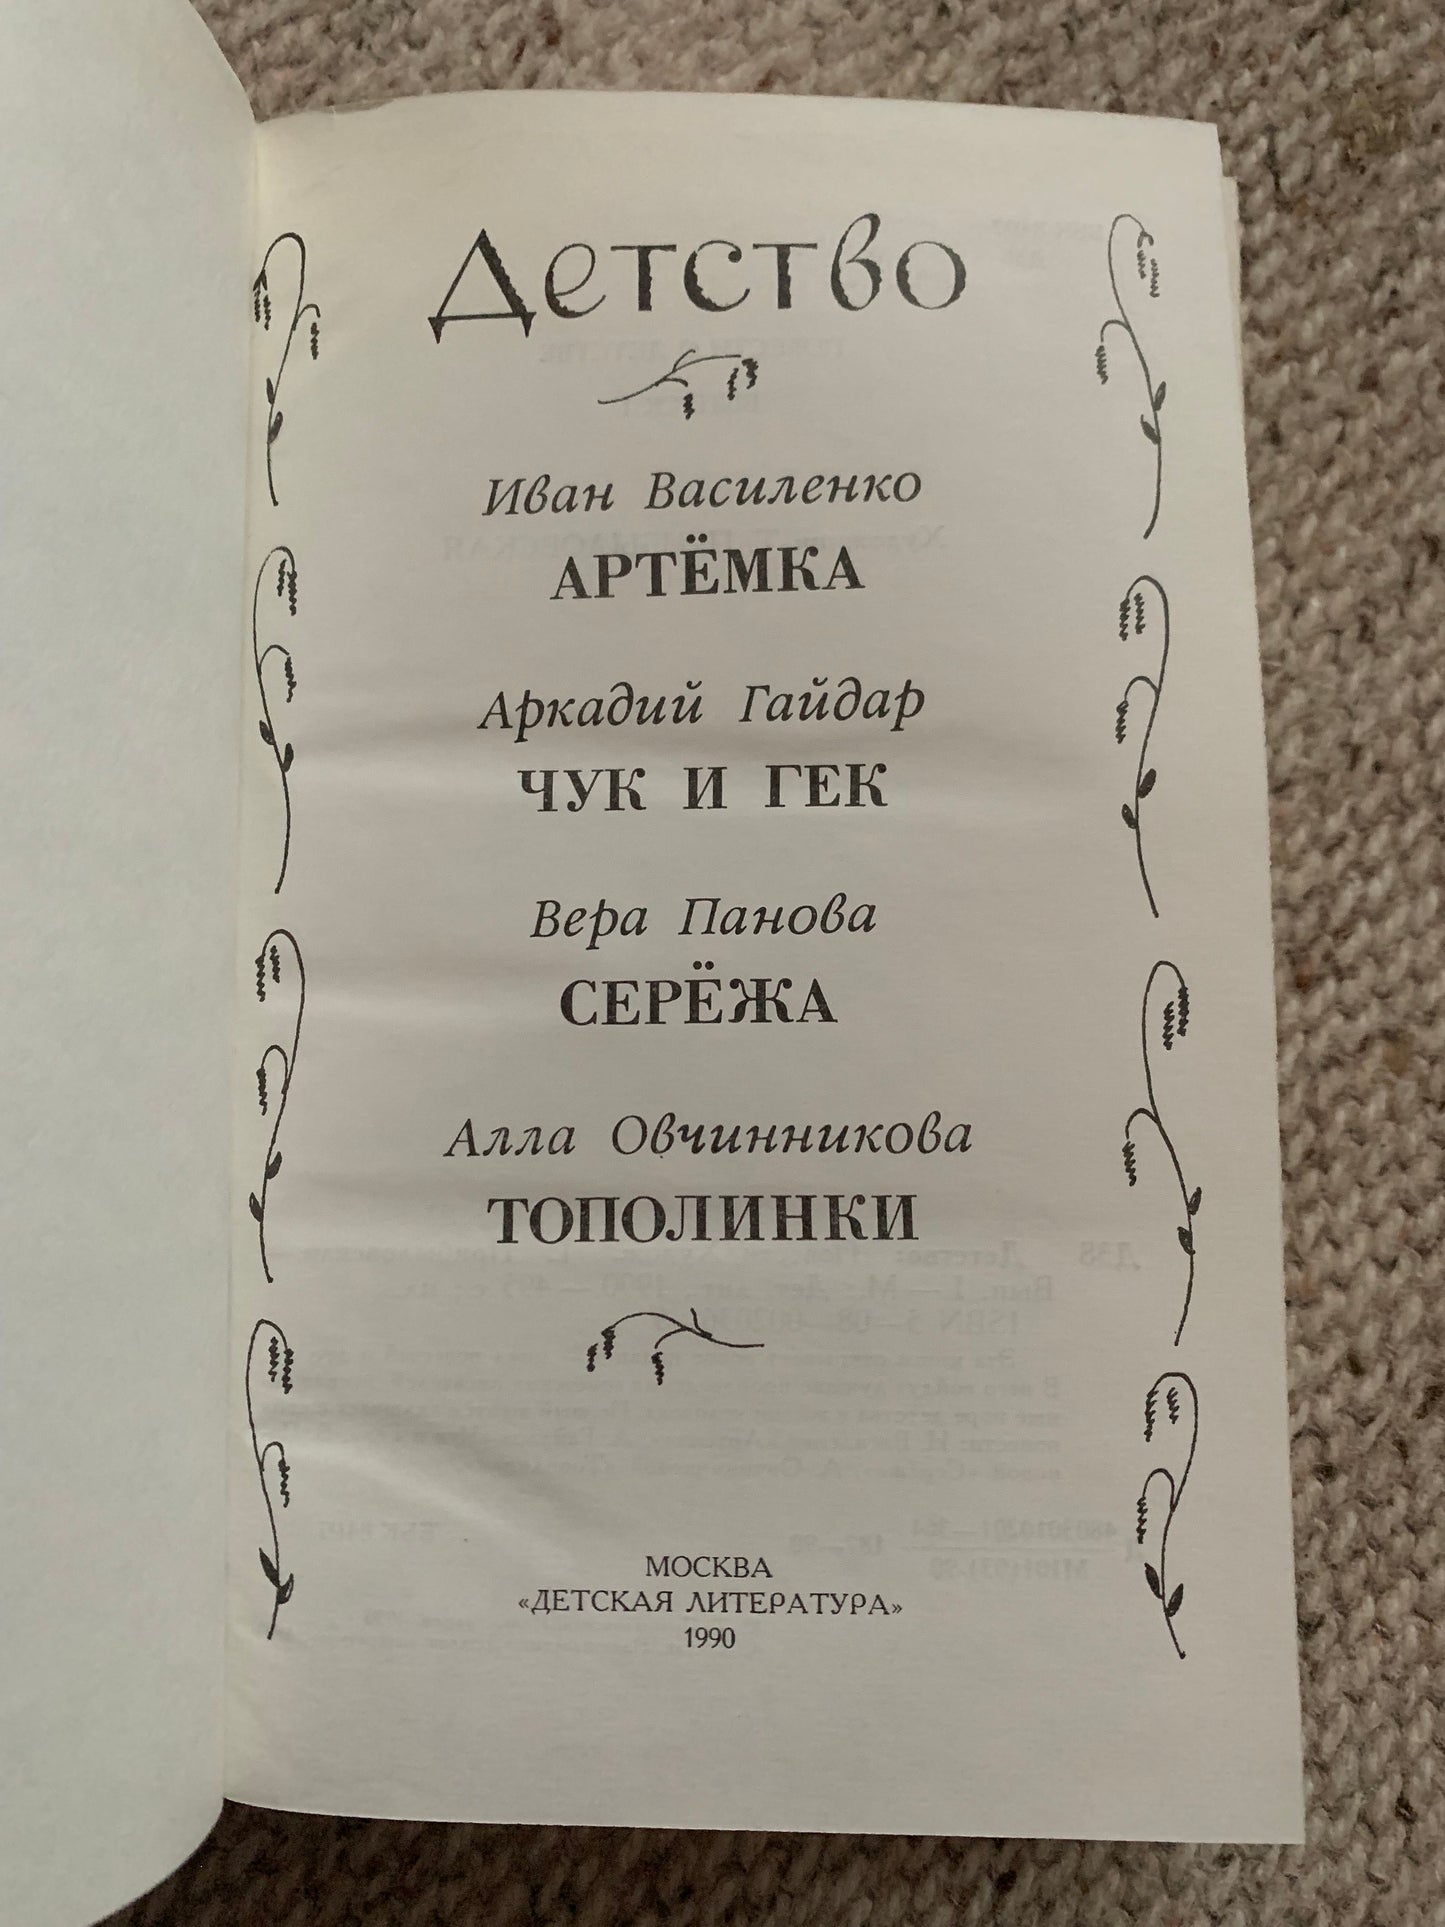 Детство
Иван Василенко
АРТЁМКА
Аркадий Гайдар
ЧУК И ГЕК
Вера Панова
СЕРЁЖА
Алла Овчинникова
ТОПОЛИНКИ
МОСКВА
«ДЕТСКАЯ ЛИТЕРАТУРА»
1990